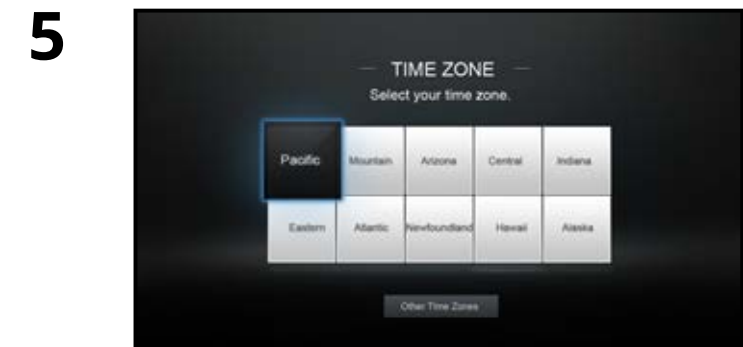 5
TIME ZONE
Select your time zone.
Pacific Mountain Arizona Central Indiana
Eastern Atlantic Newfoundland Hawaii Alaska
Other Time Zones